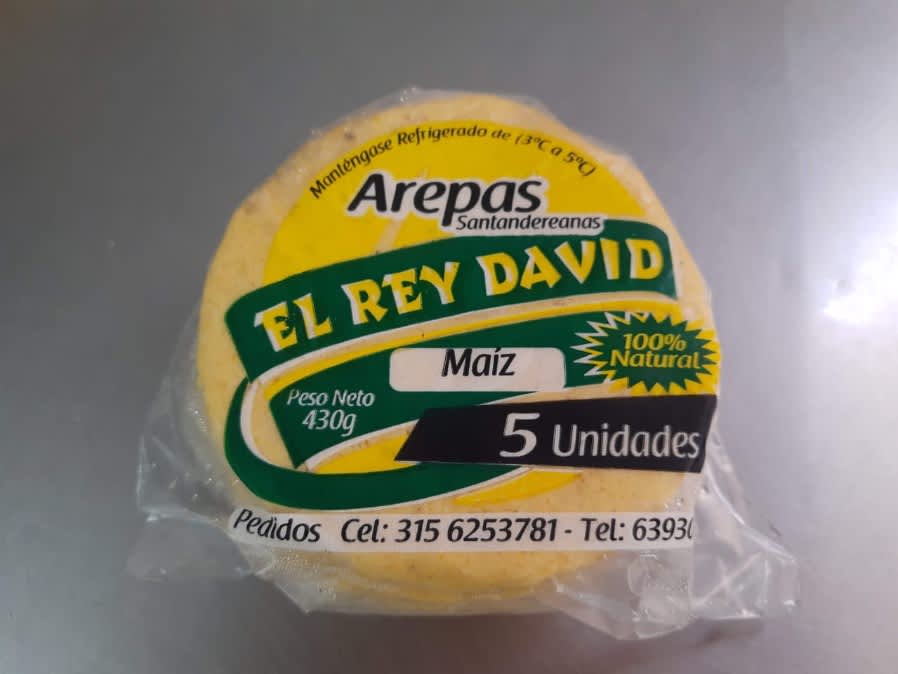 Manténgase Refrigerado de (3°C a 5°C)
Arepas
Santandereanas
EL REY DAVID
100%
Natural
Maíz
Peso Neto
430g
5 Unidades
Pedidos Cel: 315 6253781 - Tel: 6393